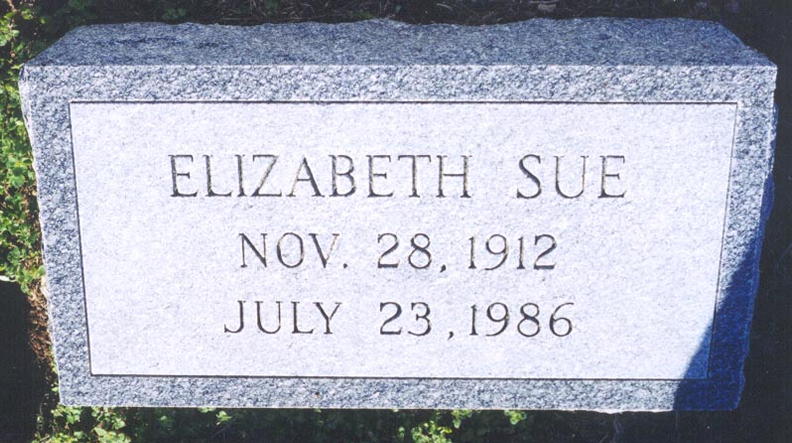 ELIZABETH SUE
NOV. 28, 1912
JULY 23, 1986